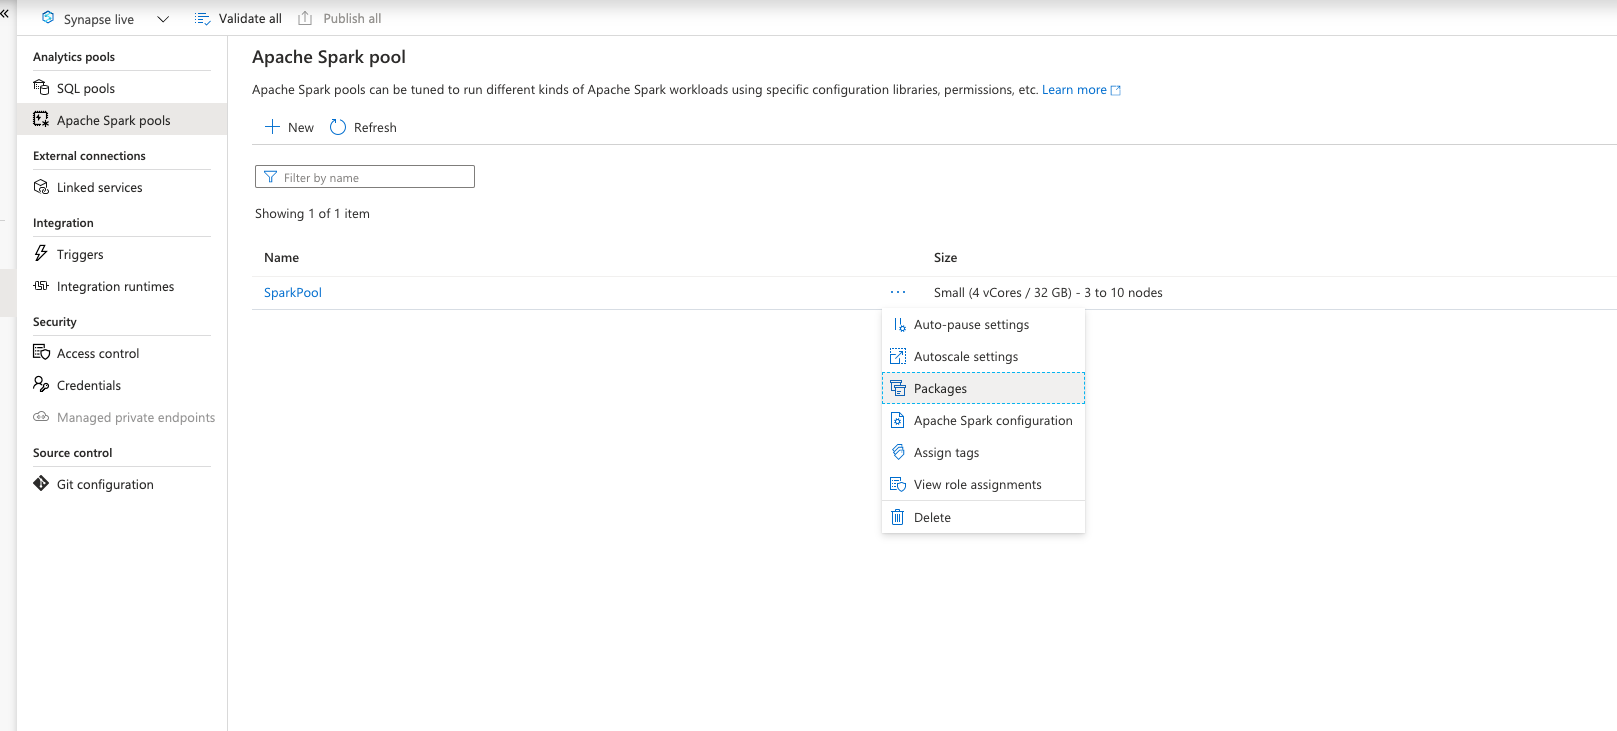 Synapse live
Validate all
Publish all
Analytics pools
SQL pools
Apache Spark pools
External connections
Linked services
Integration
Triggers
Integration runtimes
Security
Access control
Credentials
Managed private endpoints
Source control
Git configuration
Apache Spark pool
Apache Spark pools can be tuned to run different kinds of Apache Spark workloads using specific configuration libraries, permissions, etc. Learn more
New
Refresh
Filter by name
Showing 1 of 1 item
Name
Size
SparkPool
Small (4 vCores / 32 GB) - 3 to 10 nodes
Auto-pause settings
Autoscale settings
Packages
Apache Spark configuration
Assign tags
View role assignments
Delete